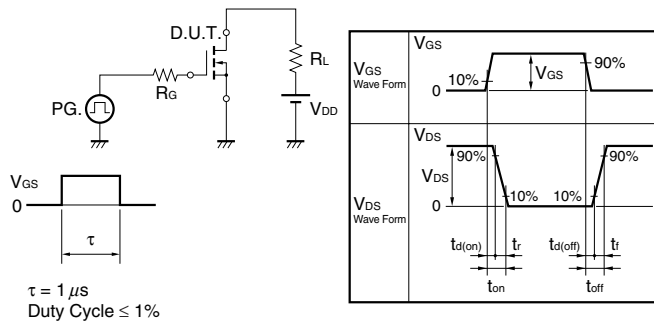 D.U.T.
RL
RG
PG.
VDD
VGS
0
τ
τ = 1 μs
Duty Cycle ≤ 1%
VGS
Wave Form
VGS
10%
0
VGS
90%
VDS
Wave Form
VDS
90%
VDS
0
10%
10%
90%
td(on)
tr
td(off)
tf
ton
toff